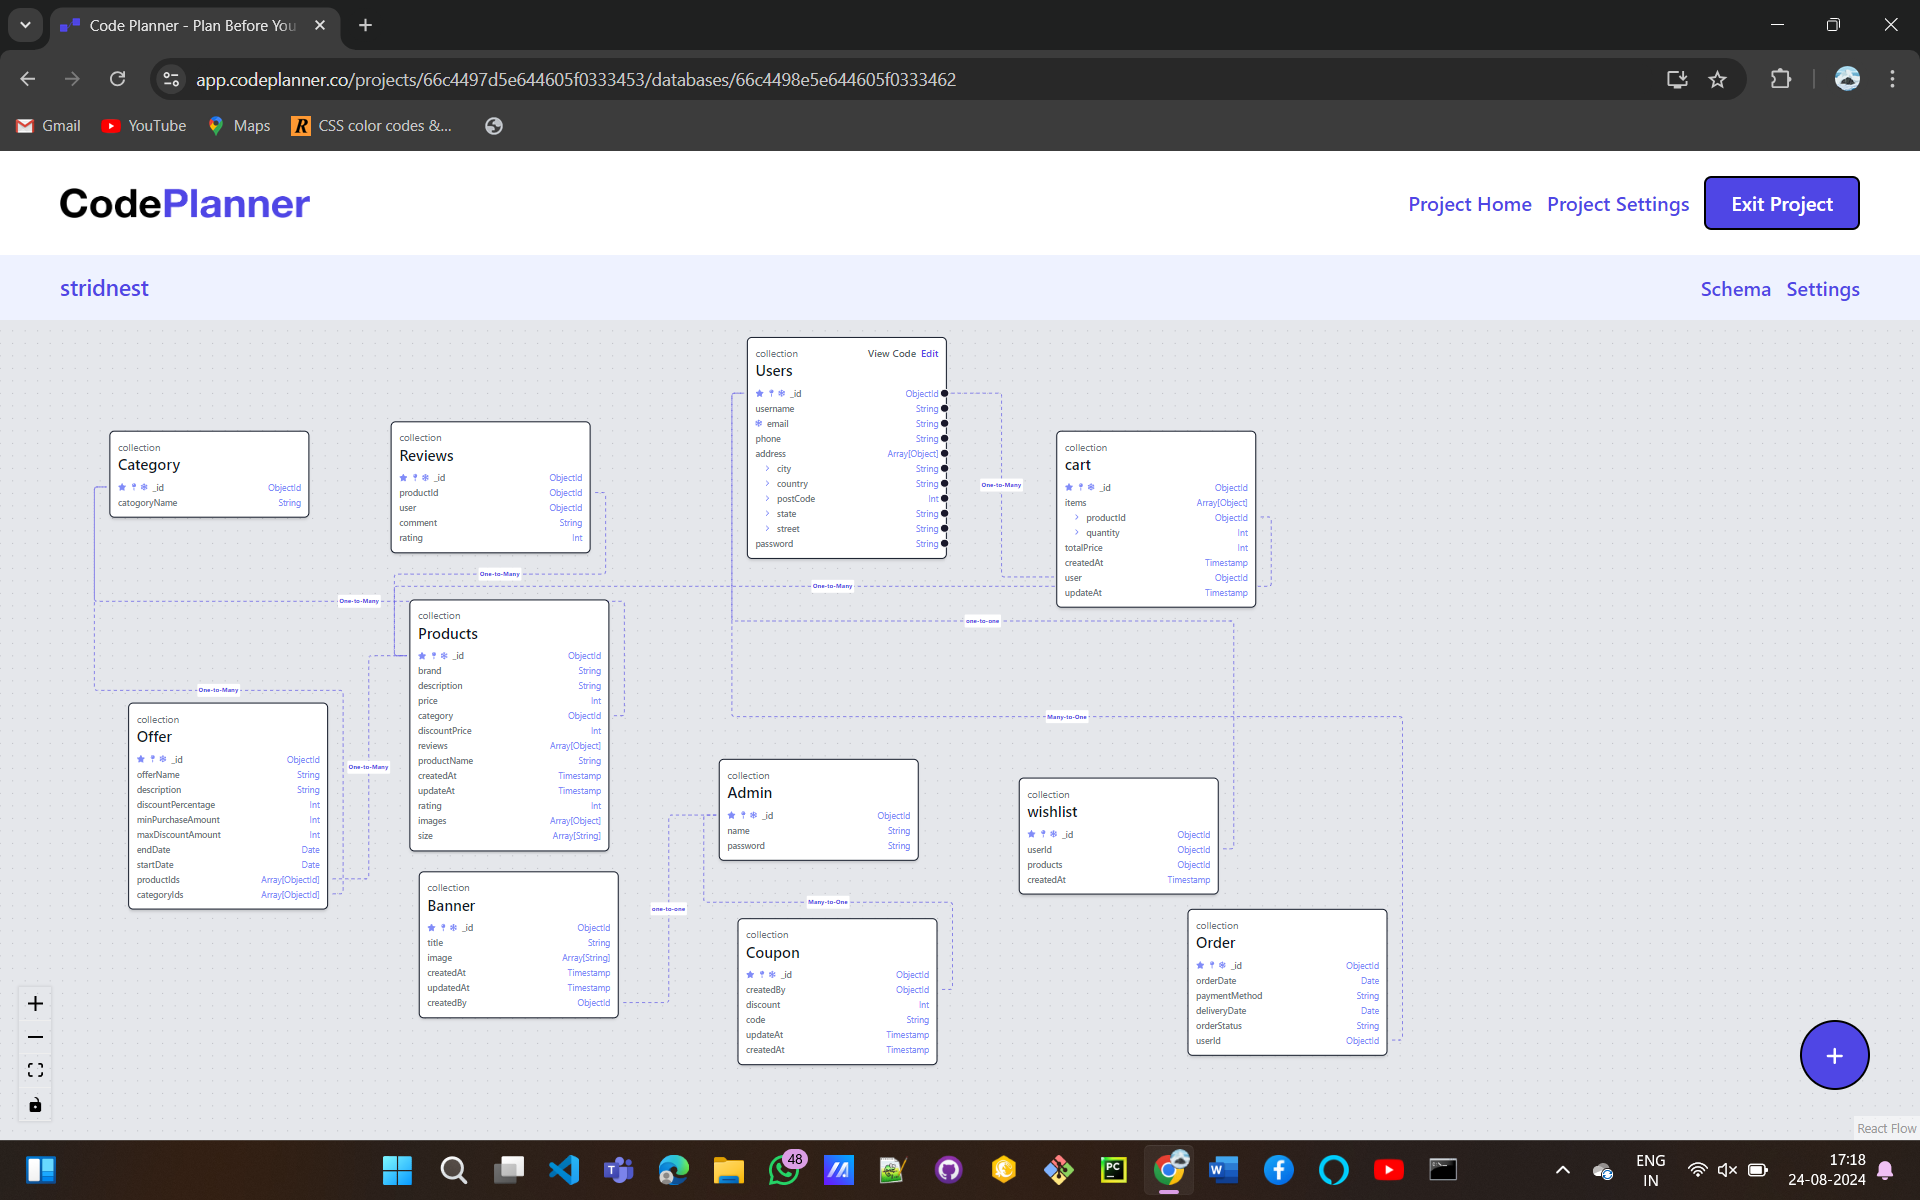 Code Planner - Plan Before You
app.codeplanner.co/projects/66c4497d5e644605f0333453/databases/66c4498e5e644605f0333462
Gmail YouTube Maps CSS color codes &...
CodePlanner
Project Home Project Settings Exit Project
stridnest
Schema Settings
collection
Category
_id ObjectId
catogoryName String
collection
Reviews
_id ObjectId
productId ObjectId
user ObjectId
comment String
rating Int
collection View Code Edit
Users
_id ObjectId
username String
email String
phone String
address Array[Object]
city String
country String
postCode Int
state String
street String
password String
One-to-Many
collection
cart
_id ObjectId
items Array[Object]
productId ObjectId
quantity Int
totalPrice Int
createdAt Timestamp
user ObjectId
updateAt Timestamp
One-to-Many
One-to-Many
One-to-Many
one-to-one
One-to-Many
Many-to-One
One-to-Many
collection
Products
_id ObjectId
brand String
description String
price Int
category ObjectId
discountPrice Int
reviews Array[Object]
productName String
createdAt Timestamp
updateAt Timestamp
rating Int
images Array[Object]
size Array[String]
collection
Offer
_id ObjectId
offerName String
description String
discountPercentage Int
minPurchaseAmount Int
maxDiscountAmount Int
endDate Date
startDate Date
productIds Array[ObjectId]
categoryIds Array[ObjectId]
collection
Admin
_id ObjectId
name String
password String
collection
wishlist
_id ObjectId
userId ObjectId
products ObjectId
createdAt Timestamp
collection
Banner
_id ObjectId
title String
image Array[String]
createdAt Timestamp
updatedAt Timestamp
createdBy ObjectId
one-to-one
Many-to-One
collection
Coupon
_id ObjectId
createdBy ObjectId
discount Int
code String
updateAt Timestamp
createdAt Timestamp
collection
Order
_id ObjectId
orderDate Date
paymentMethod String
deliveryDate Date
orderStatus String
userId ObjectId
React Flow
48
ENG
IN
17:18
24-08-2024